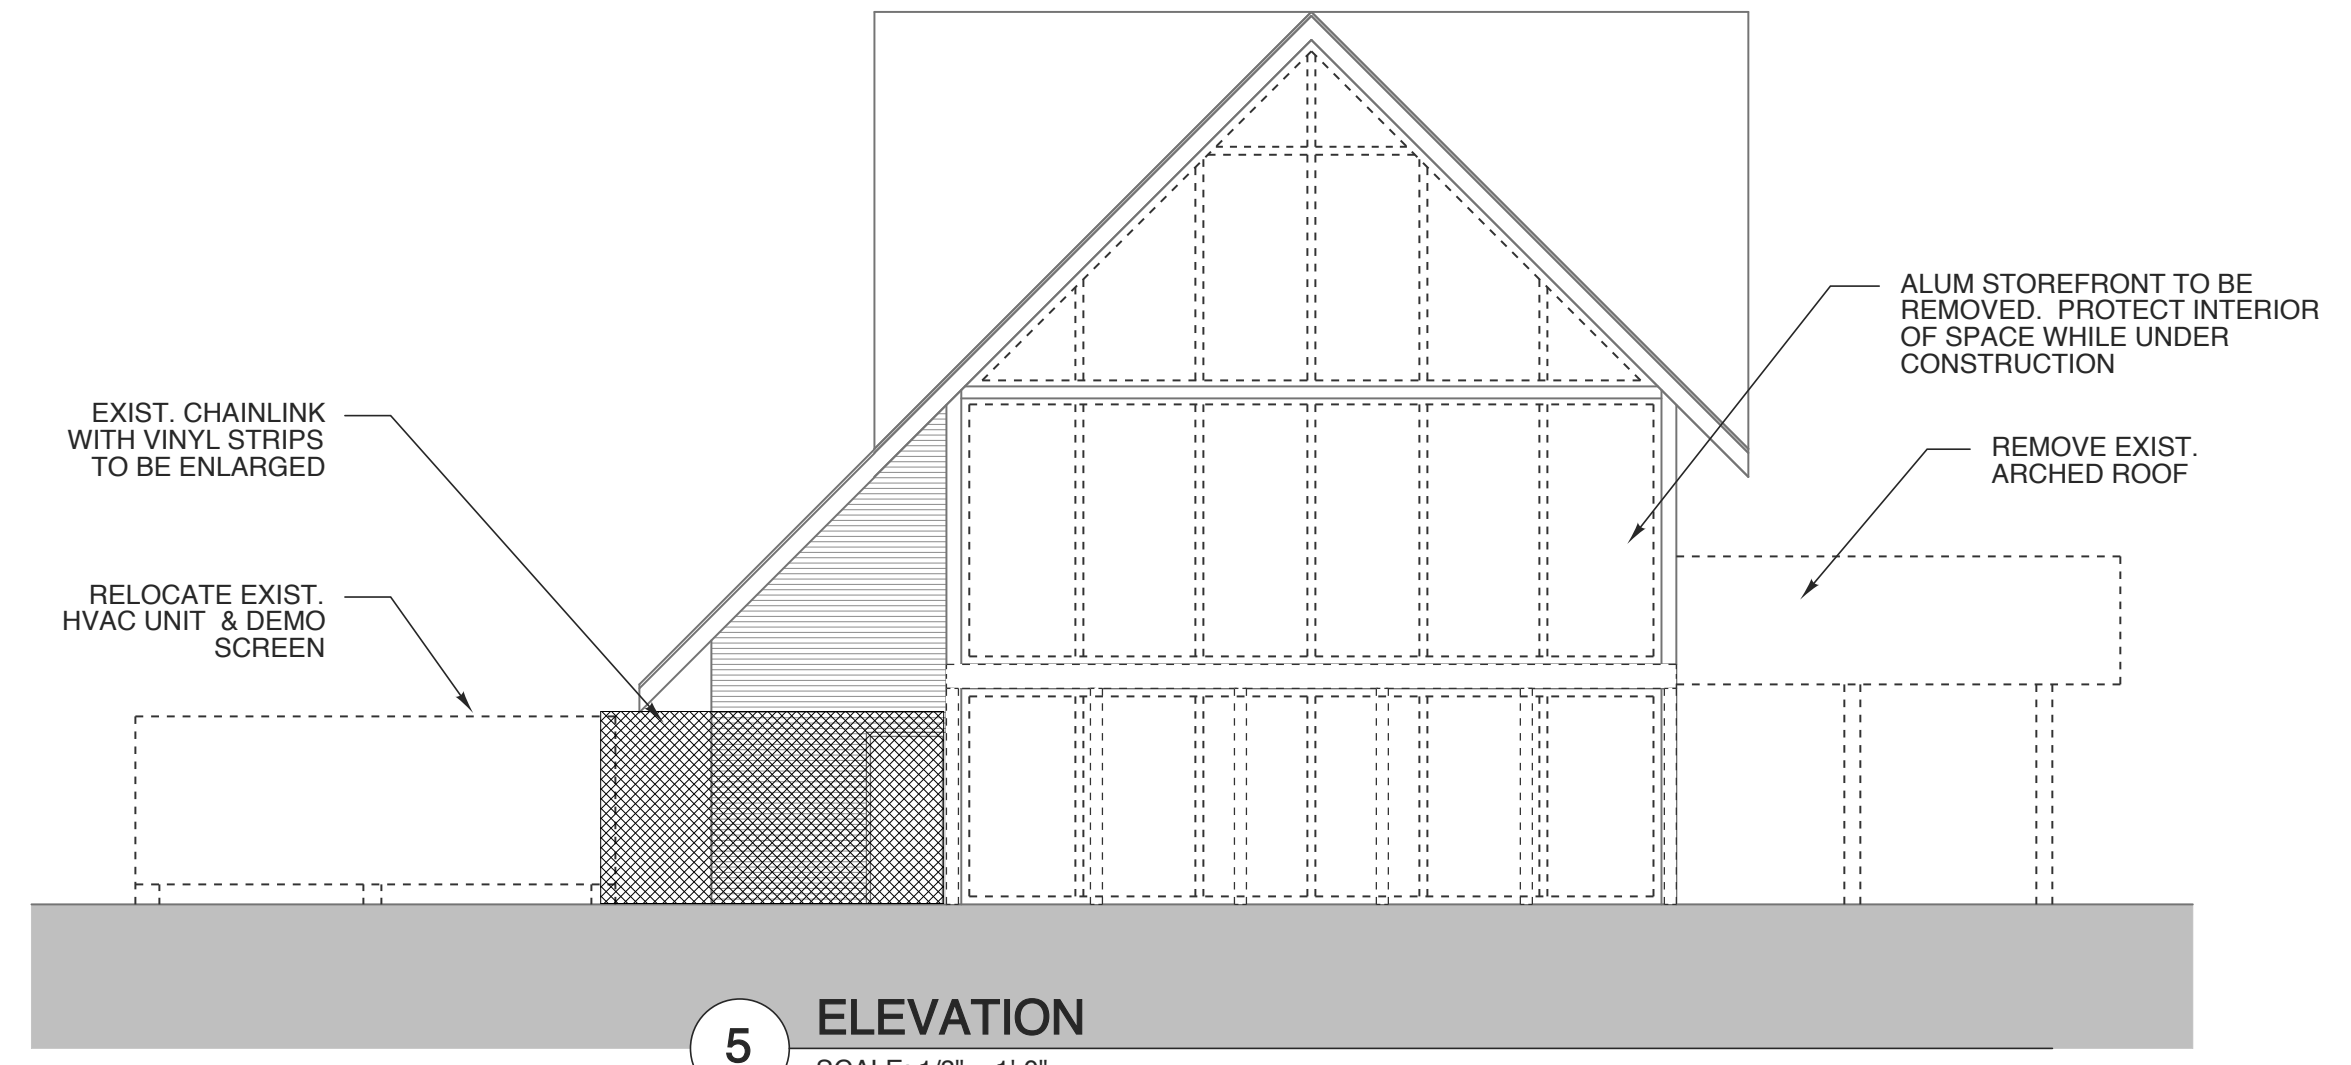 ALUM STOREFRONT TO BE
REMOVED.  PROTECT INTERIOR
OF SPACE WHILE UNDER
CONSTRUCTION
EXIST. CHAINLINK
WITH VINYL STRIPS
TO BE ENLARGED
REMOVE EXIST.
ARCHED ROOF
RELOCATE EXIST.
HVAC UNIT  & DEMO
SCREEN
5
ELEVATION
SCALE: